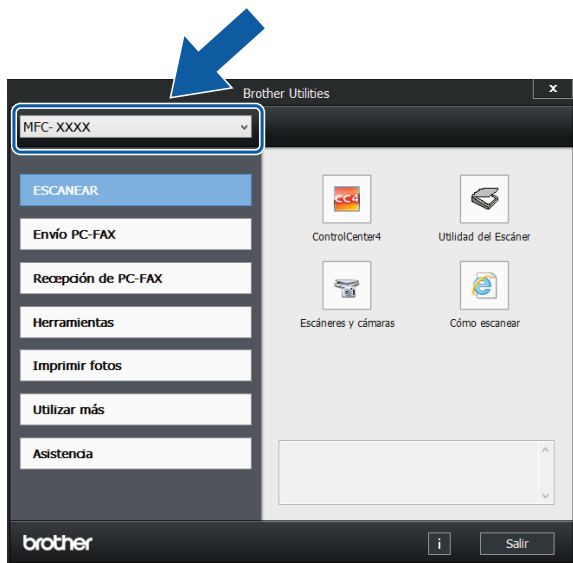 Brother Utilities
x
MFC- XXXX
ESCANEAR
Envío PC-FAX
Recepción de PC-FAX
Herramientas
Imprimir fotos
Utilizar más
Asistencia
CC4
ControlCenter4
Utilidad del Escáner
Escáneres y cámaras
Cómo escanear
brother
i
Salir